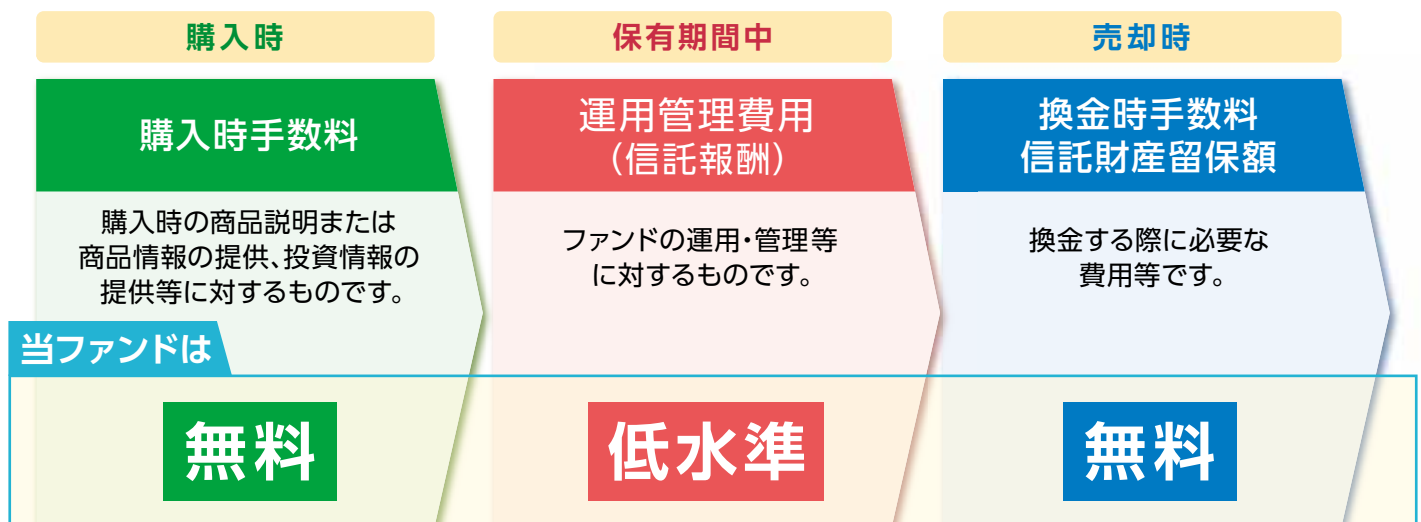 購入時
保有期間中
売却時
購入時手数料
運用管理費用
（信託報酬）
換金時手数料
信託財産留保額
購入時の商品説明または
商品情報の提供、投資情報の
提供等に対するものです。
ファンドの運用・管理等
に対するものです。
換金する際に必要な
費用等です。
当ファンドは
無料
低水準
無料